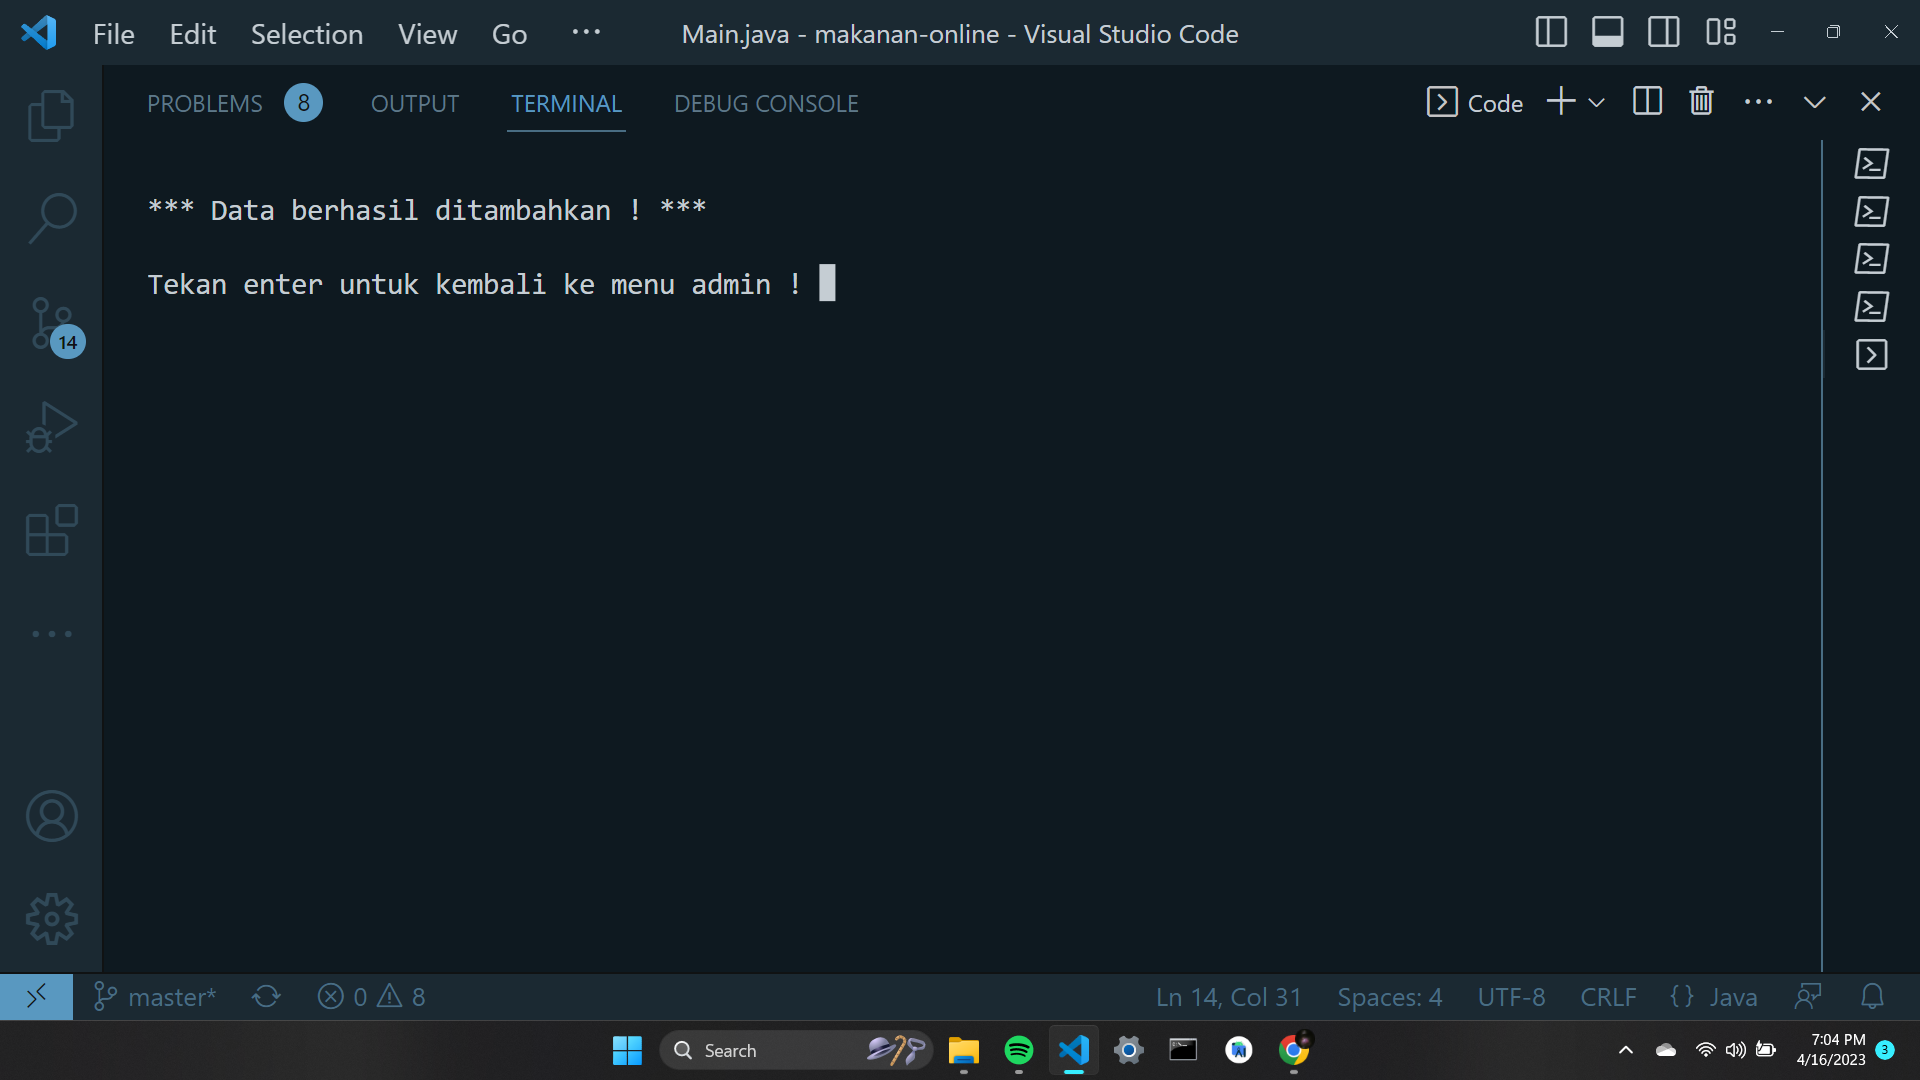 File Edit Selection View Go ··· Main.java - makanan-online - Visual Studio Code
PROBLEMS 8 OUTPUT TERMINAL DEBUG CONSOLE Code
*** Data berhasil ditambahkan ! ***
Tekan enter untuk kembali ke menu admin !
14
master* 0 8 Ln 14, Col 31 Spaces: 4 UTF-8 CRLF {} Java
Search
7:04 PM
4/16/2023 3